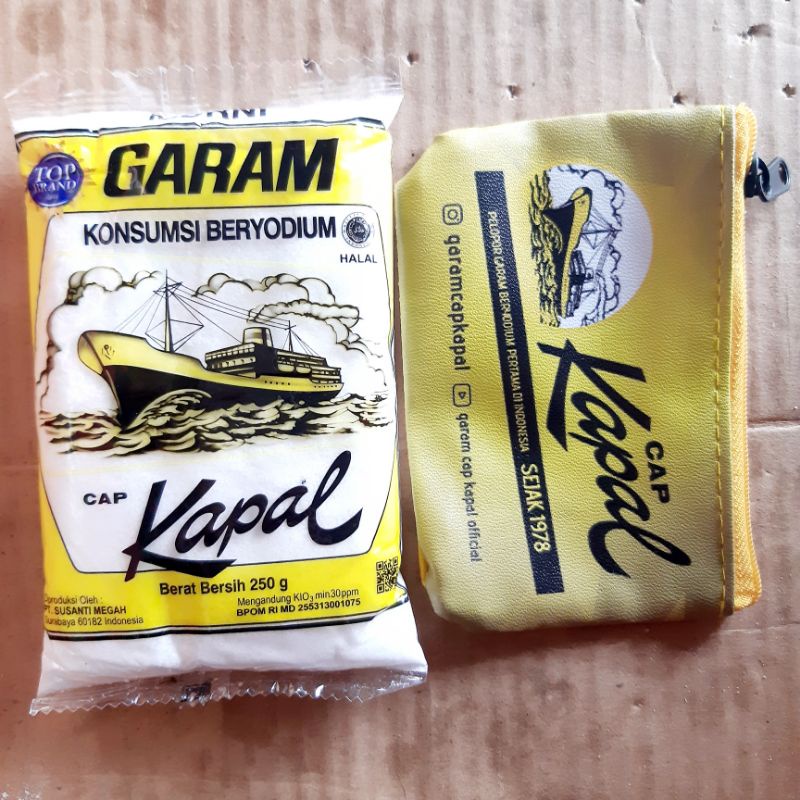 GARAM
TOP
BRAND
KONSUMSI BERYODIUM
HALAL
CAP
Kapal
Berat Bersih 250 g
Mengandung KIO3 min.30ppm
BPOM RI MD 255313001075
Diproduksi Oleh :
PT. SUSANTI MEGAH
Surabaya 60182 Indonesia
CAP
Kapal
PELOPOR GARAM BERYODIUM PERTAMA DI INDONESIA SEJAK 1978
garamcapkapal
garam cap kapal official